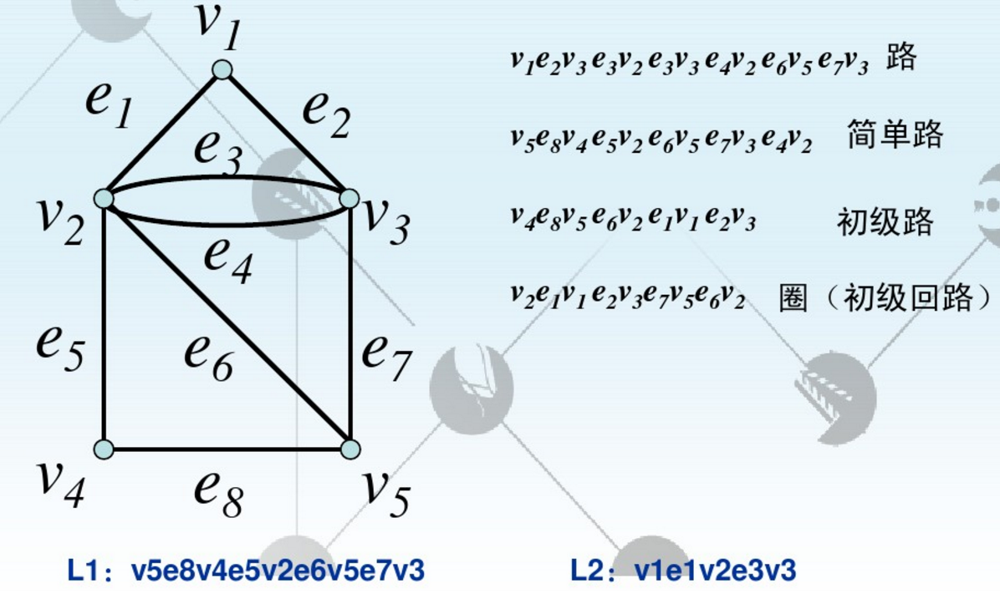 v1
e1
e2
e3
v2
v3
e4
e5
e6
e7
v4
e8
v5
v1e2v3e3v2e3v3e4v2e6v5e7v3 路
v5e8v4e5v2e6v5e7v3e4v2 简单路
v4e8v5e6v2e1v1e2v3 初级路
v2e1v1e2v3e7v5e6v2 圈（初级回路）
L1：v5e8v4e5v2e6v5e7v3 L2：v1e1v2e3v3